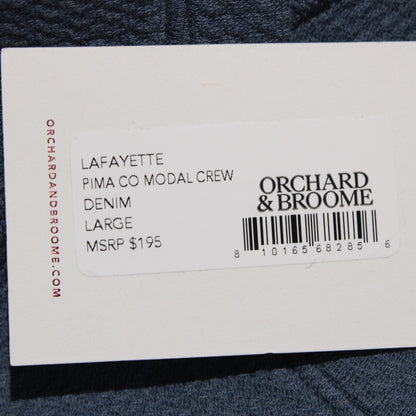 ORCHARDANDBROOME.COM
LAFAYETTE
PIMA CO MODAL CREW
DENIM
LARGE
MSRP $195
ORCHARD
& BROOME
8 10165 68285 6